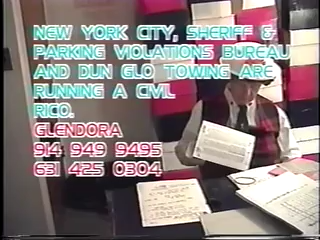 NEW YORK CITY, SHERIFF &
PARKING VIOLATIONS BUREAU
AND DUN GLO TOWING ARE
RUNNING A CIVIL
RICO.
GLENDORA
914 949 9495
631 425 0304